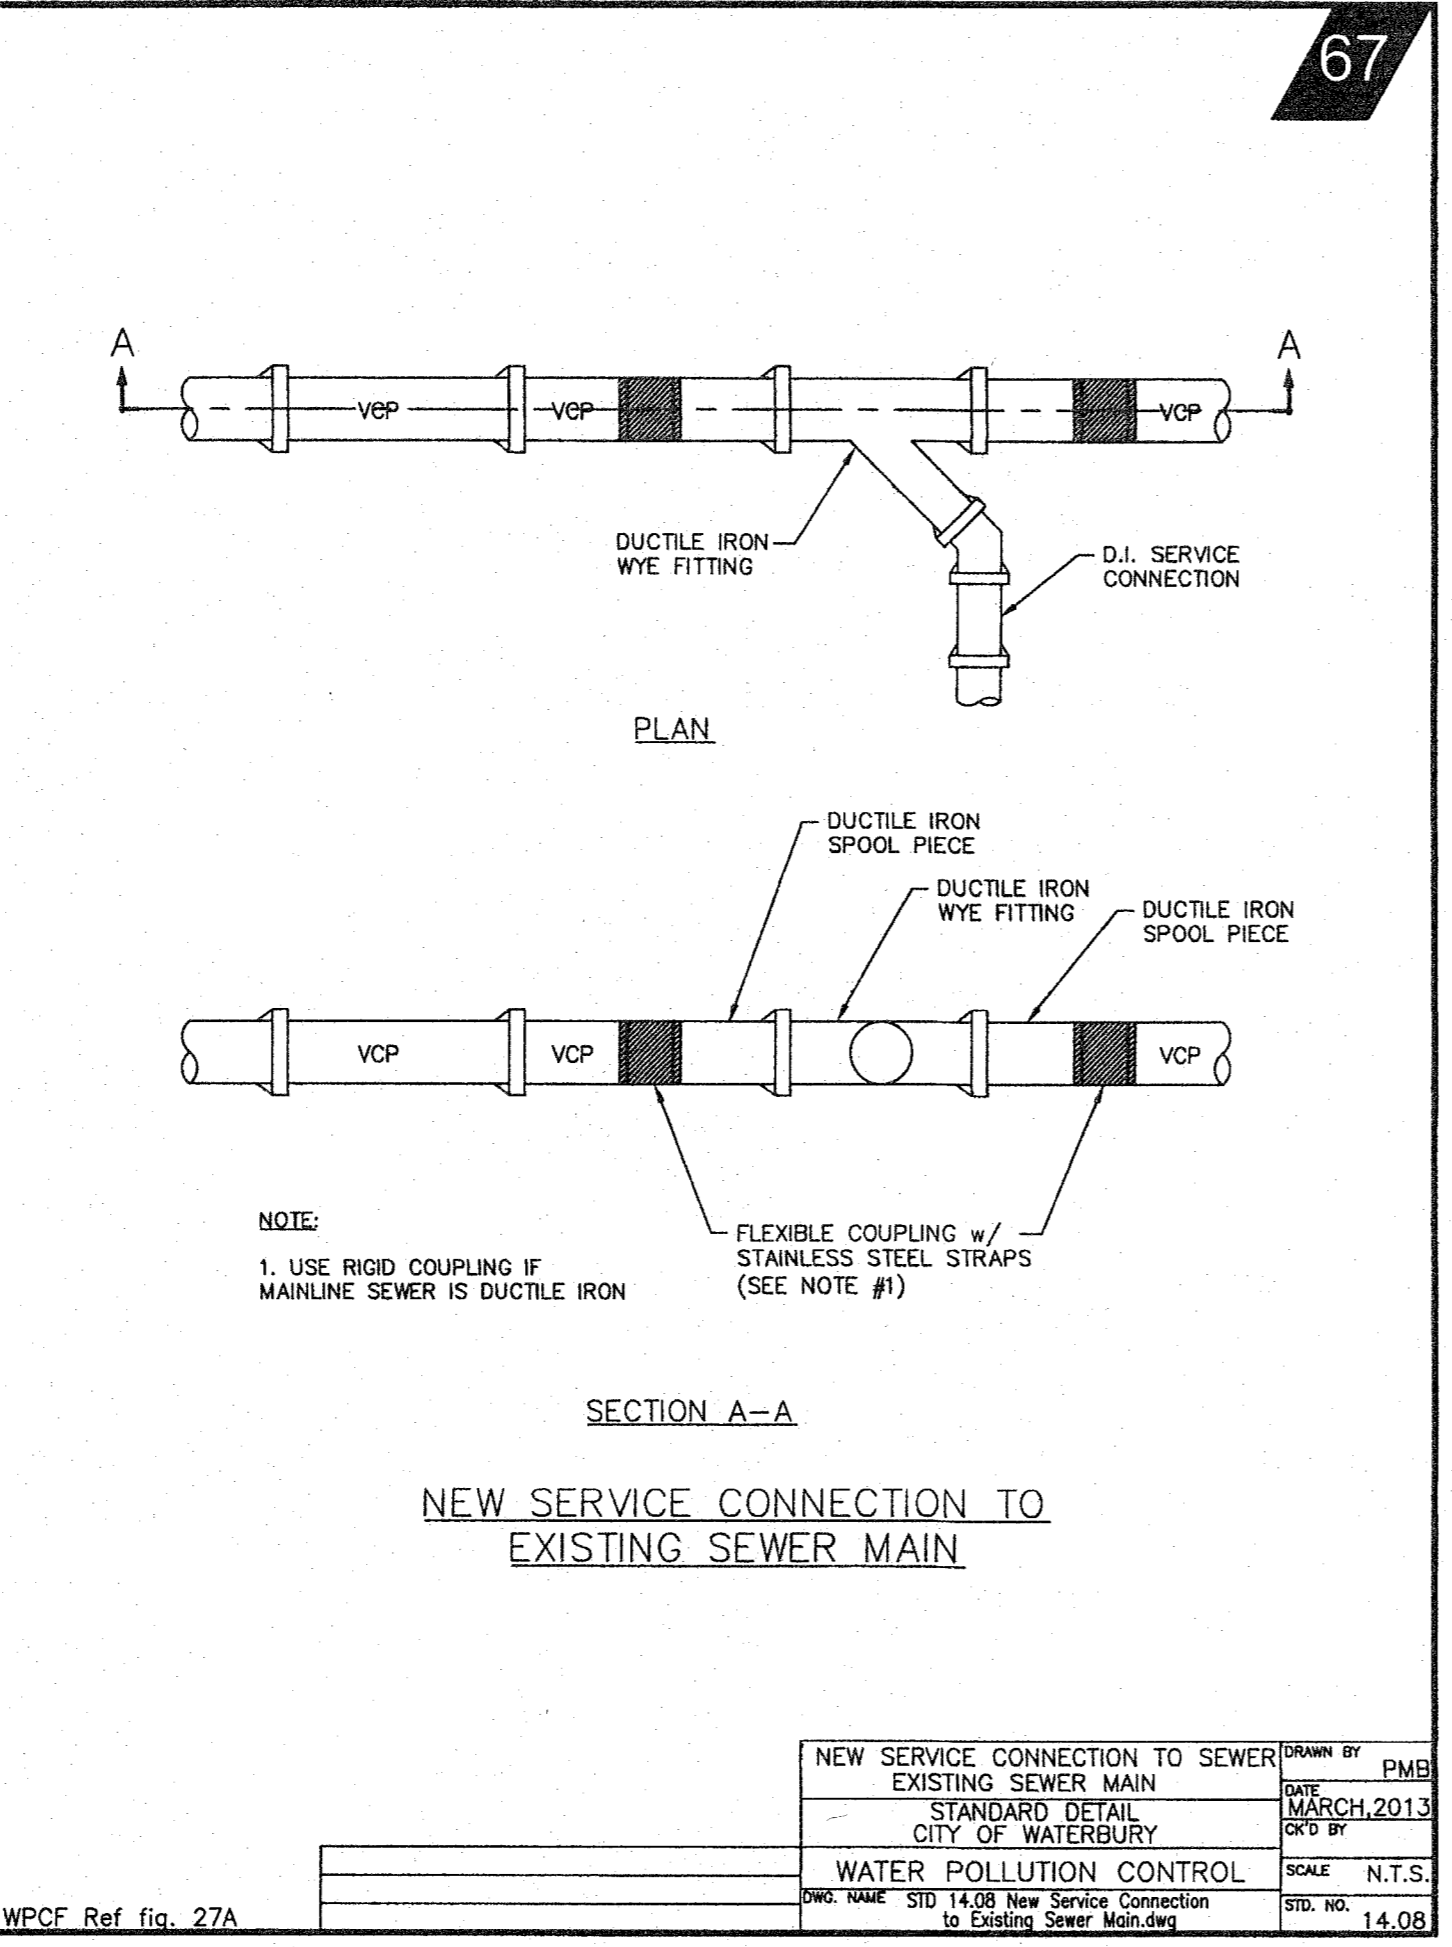 67
A
A
VCP
VCP
VCP
DUCTILE IRON
WYE FITTING
D.I. SERVICE
CONNECTION
PLAN
DUCTILE IRON
SPOOL PIECE
DUCTILE IRON
WYE FITTING
DUCTILE IRON
SPOOL PIECE
VCP
VCP
VCP
NOTE:
1. USE RIGID COUPLING IF
MAINLINE SEWER IS DUCTILE IRON
FLEXIBLE COUPLING w/
STAINLESS STEEL STRAPS
(SEE NOTE #1)
SECTION A-A
NEW SERVICE CONNECTION TO
EXISTING SEWER MAIN
NEW SERVICE CONNECTION TO SEWER
EXISTING SEWER MAIN
STANDARD DETAIL
CITY OF WATERBURY
WATER POLLUTION CONTROL
DWG. NAME STD 14.08 New Service Connection
to Existing Sewer Main.dwg
DRAWN BY
PMB
DATE
MARCH,2013
CK'D BY
SCALE N.T.S.
STD. NO.
14.08
WPCF Ref fig. 27A